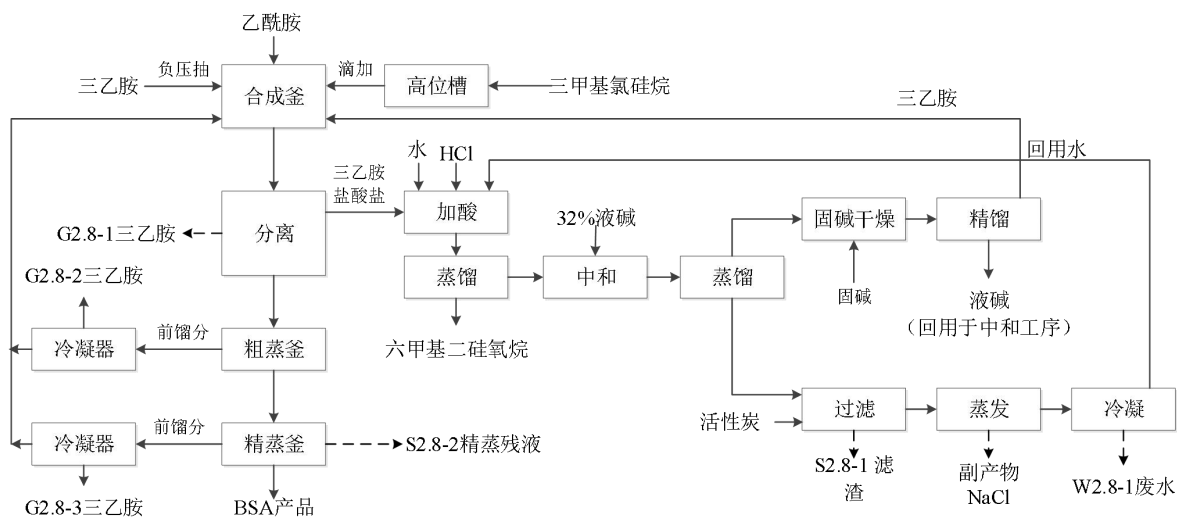 乙酰胺
三乙胺
负压抽
合成釜
滴加
高位槽
三甲基氯硅烷
三乙胺
水
HCl
回用水
三乙胺
盐酸盐
分离
加酸
32%液碱
固碱干燥
精馏
G2.8-1三乙胺
G2.8-2三乙胺
蒸馏
中和
蒸馏
固碱
液碱
（回用于中和工序）
冷凝器
前馏分
粗蒸釜
六甲基二硅氧烷
冷凝器
前馏分
精蒸釜
S2.8-2精蒸残液
活性炭
过滤
蒸发
冷凝
G2.8-3三乙胺
BSA产品
S2.8-1 滤
渣
副产物
NaCl
W2.8-1废水